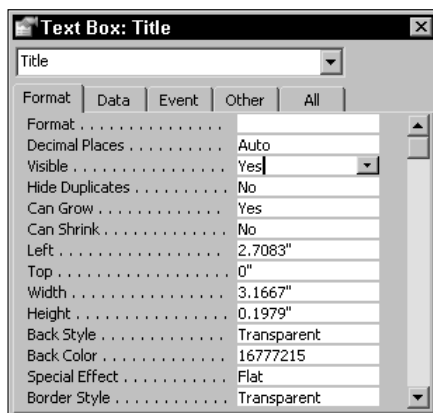 Text Box: Title
Title
Format Data Event Other All
Format . . . . . . . . . . . . . . .
Decimal Places . . . . . . . . . . Auto
Visible . . . . . . . . . . . . . . . . Yes
Hide Duplicates . . . . . . . . . . No
Can Grow . . . . . . . . . . . . . Yes
Can Shrink . . . . . . . . . . . . . No
Left . . . . . . . . . . . . . . . . . . 2.7083"
Top . . . . . . . . . . . . . . . . . . 0"
Width . . . . . . . . . . . . . . . . 3.1667"
Height . . . . . . . . . . . . . . . . 0.1979"
Back Style . . . . . . . . . . . . . Transparent
Back Color . . . . . . . . . . . . . 16777215
Special Effect . . . . . . . . . . . Flat
Border Style . . . . . . . . . . . . Transparent